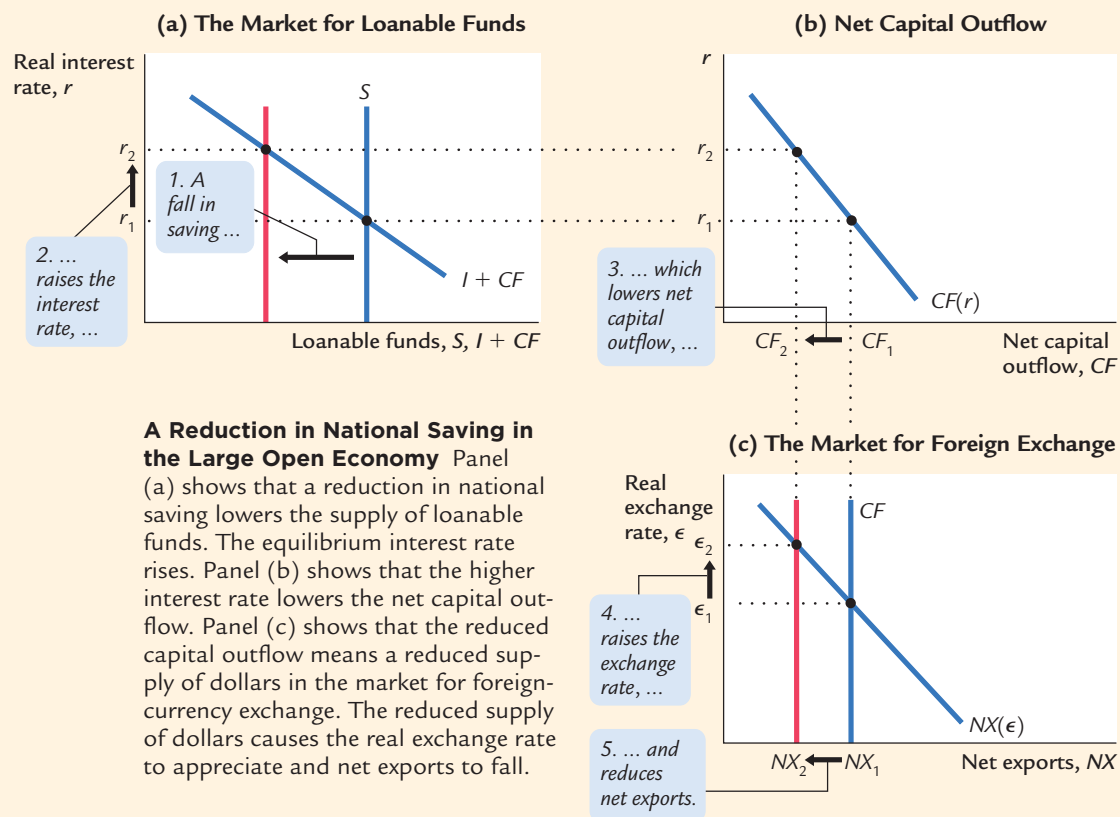 (a) The Market for Loanable Funds
Real interest
rate, r
S
r₂
r₁
1. A
fall in
saving ...
2. ...
raises the
interest
rate, ...
I + CF
Loanable funds, S, I + CF
(b) Net Capital Outflow
r
r₂
r₁
3. ... which
lowers net
capital
outflow, ...
CF(r)
CF₂
CF₁
Net capital
outflow, CF
A Reduction in National Saving in
the Large Open Economy Panel
(a) shows that a reduction in national
saving lowers the supply of loanable
funds. The equilibrium interest rate
rises. Panel (b) shows that the higher
interest rate lowers the net capital out-
flow. Panel (c) shows that the reduced
capital outflow means a reduced sup-
ply of dollars in the market for foreign-
currency exchange. The reduced supply
of dollars causes the real exchange rate
to appreciate and net exports to fall.
(c) The Market for Foreign Exchange
Real
exchange
rate, ϵ
ϵ₂
ϵ₁
CF
4. ...
raises the
exchange
rate, ...
NX(ϵ)
5. ... and
reduces
net exports.
NX₂
NX₁
Net exports, NX